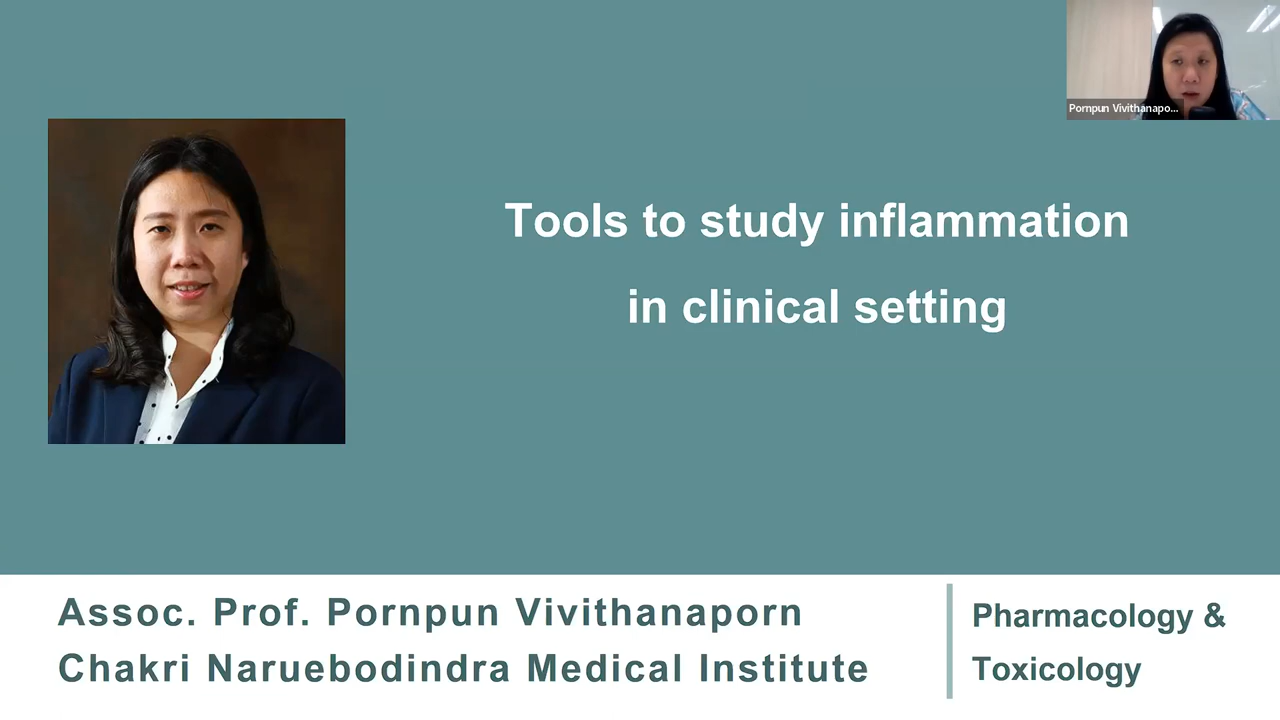 Pornpun Vivithanapo...
Tools to study inflammation
in clinical setting
Assoc. Prof. Pornpun Vivithanaporn
Chakri Naruebodindra Medical Institute
Pharmacology &
Toxicology